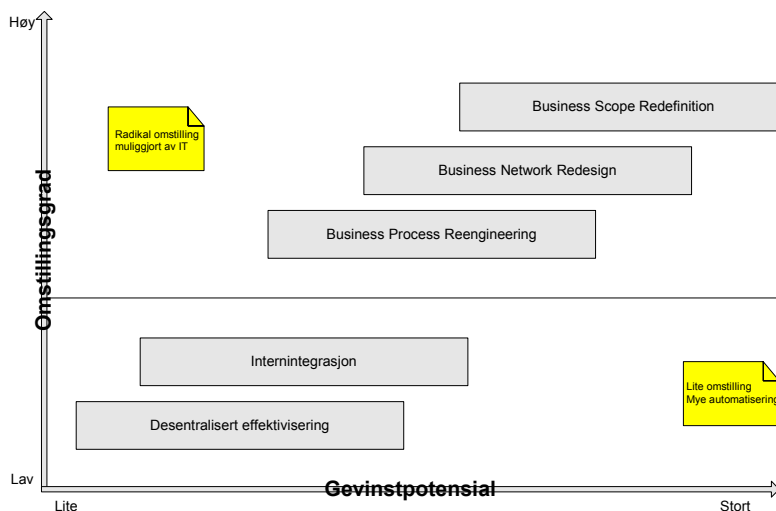 Høy
Business Scope Redefinition
Radikal omstilling
muliggjort av IT
Business Network Redesign
Omstillingsgrad
Business Process Reengineering
Internintegrasjon
Lite omstilling
Mye automatisering
Desentralisert effektivisering
Lav
Gevinstpotensial
Lite
Stort